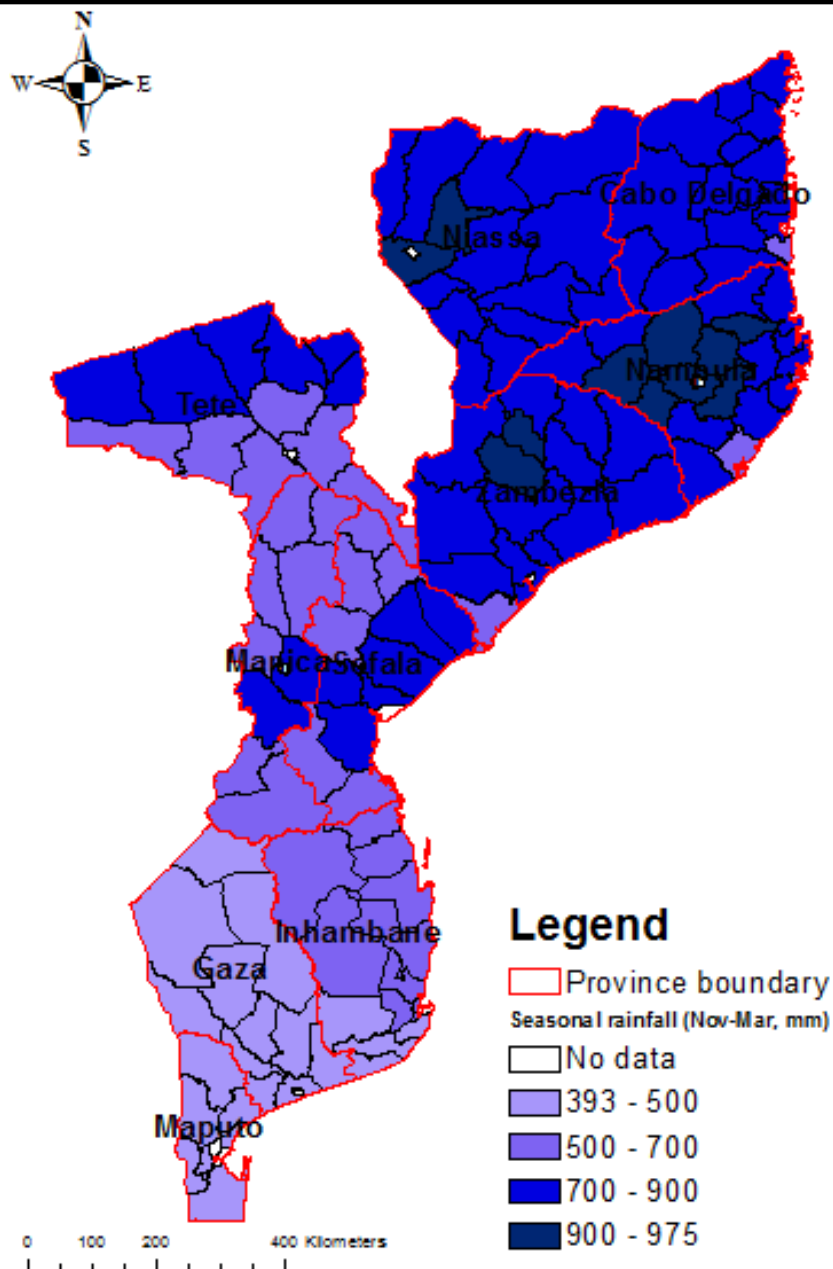 N
W E
S
Cabo Delgado
Niassa
Nampula
Tete
Zambezia
Manica Sofala
Inhambane
Gaza
Maputo
Legend
Province boundary
Seasonal rainfall (Nov-Mar, mm)
No data
393 - 500
500 - 700
700 - 900
900 - 975
0 100 200 400 Kilometers